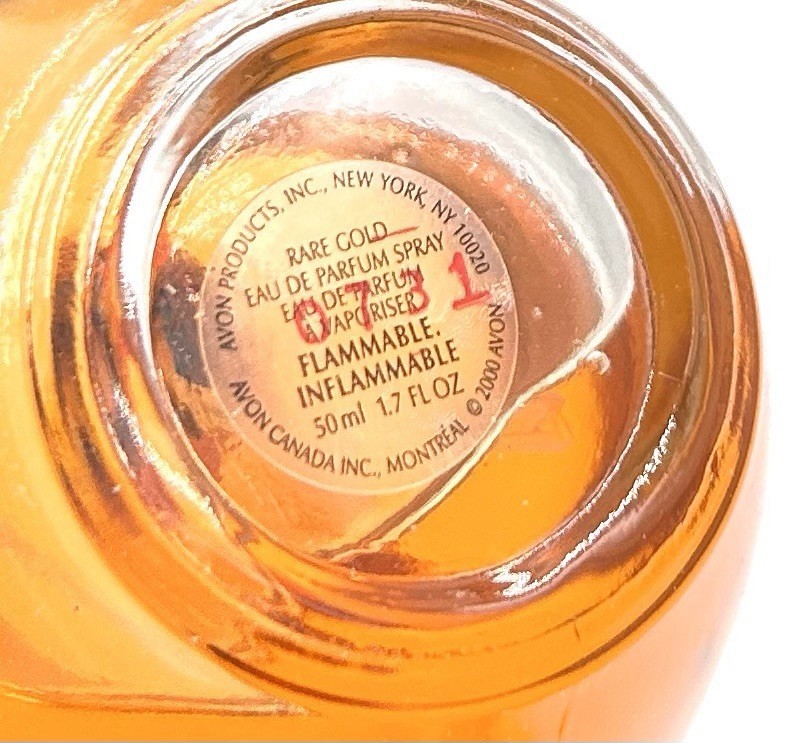 AVON PRODUCTS, INC., NEW YORK, NY 10020
RARE GOLD
EAU DE PARFUM SPRAY
EAU DE PARFUM
À VAPORISER
0731
FLAMMABLE.
INFLAMMABLE
50 ml 1.7 FL OZ
AVON CANADA INC., MONTRÉAL © 2000 AVON